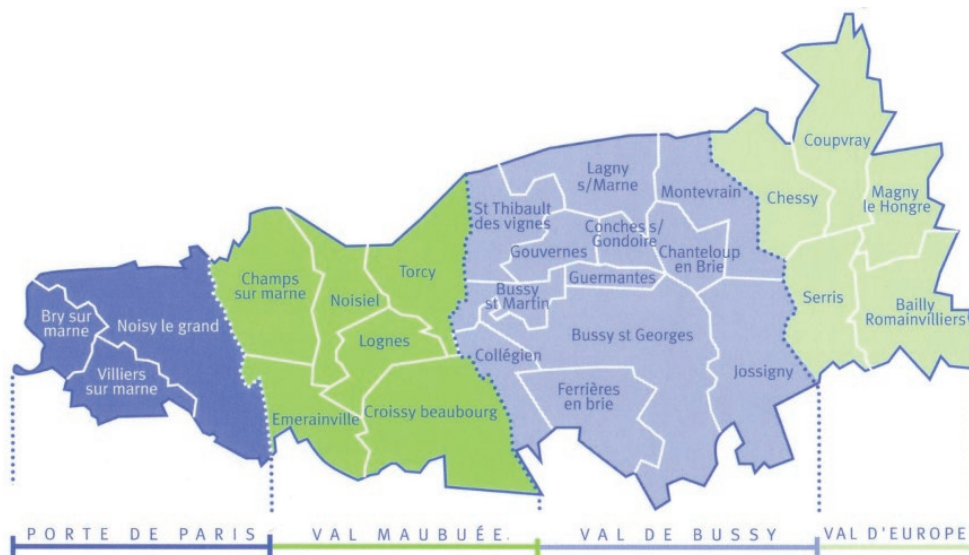 Coupvray
Lagny
s/Marne
Montevrain
Chessy
Magny
le Hongre
St Thibault
des vignes
Conches s/
Gondoire
Gouvernes
Chanteloup
en Brie
Champs
sur marne
Torcy
Noisiel
Bussy
st Martin
Guermantes
Serris
Bailly
Romainvilliers
Bry sur
marne
Noisy le grand
Lognes
Bussy st Georges
Collégien
Jossigny
Villiers
sur marne
Ferrières
en brie
Emerainville
Croissy beaubourg
PORTE DE PARIS
VAL MAUBUÉE.
VAL DE BUSSY
VAL D'EUROPE